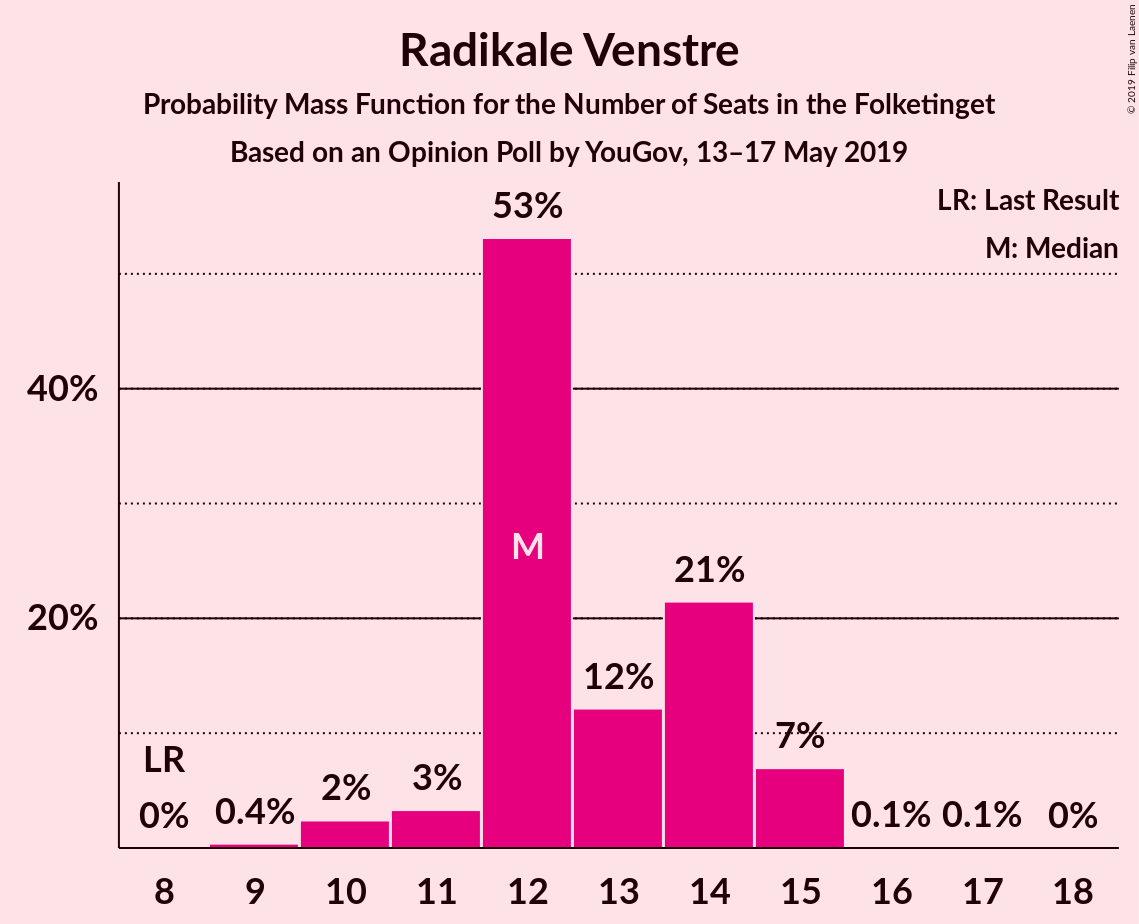 Radikale Venstre
Probability Mass Function for the Number of Seats in the Folketinget
Based on an Opinion Poll by YouGov, 13–17 May 2019
© 2019 Filip van Laenen
LR: Last Result
M: Median
53%
40%
M
21%
20%
12%
7%
LR
3%
2%
0%
0.4%
0.1%
0.1%
0%
8 9 10 11 12 13 14 15 16 17 18